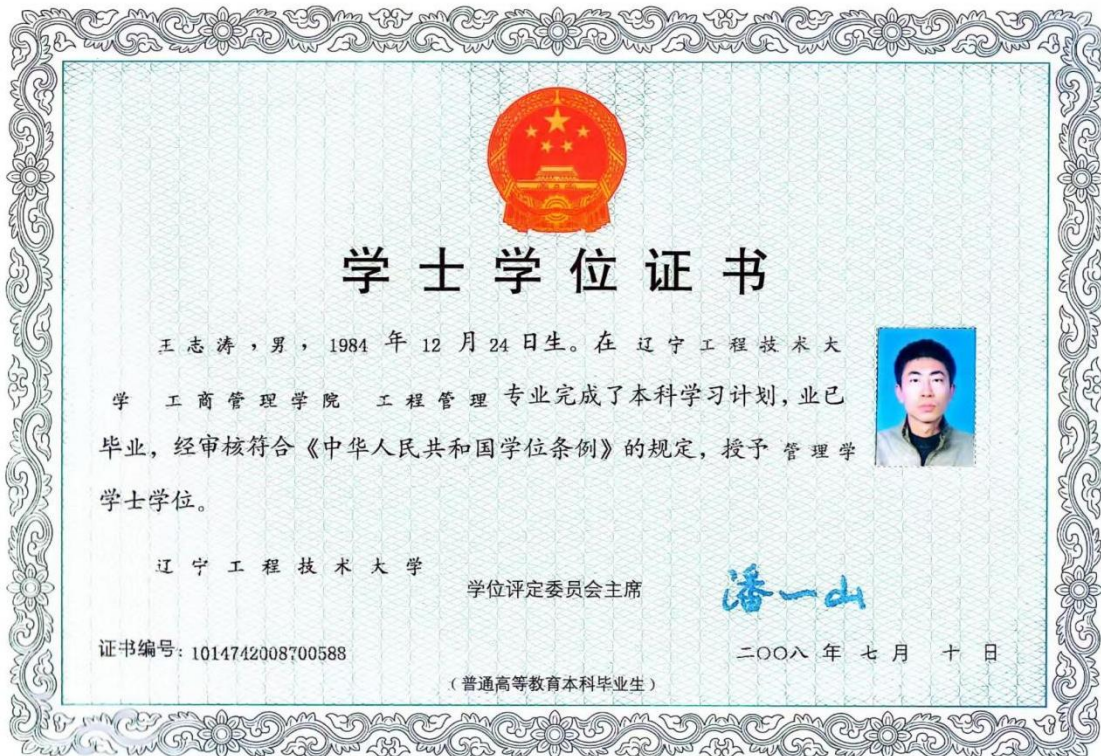 学士学位证书
王志涛，男，1984 年 12 月 24 日生。在 辽宁工程技术大
学 工商管理学院 工程管理 专业完成了本科学习计划，业已
毕业，经审核符合《中华人民共和国学位条例》的规定，授予 管理学
学士学位。
辽宁工程技术大学
学位评定委员会主席 潘一山
证书编号：1014742008700588
二〇〇八 年 七 月 十 日
（普通高等教育本科毕业生）